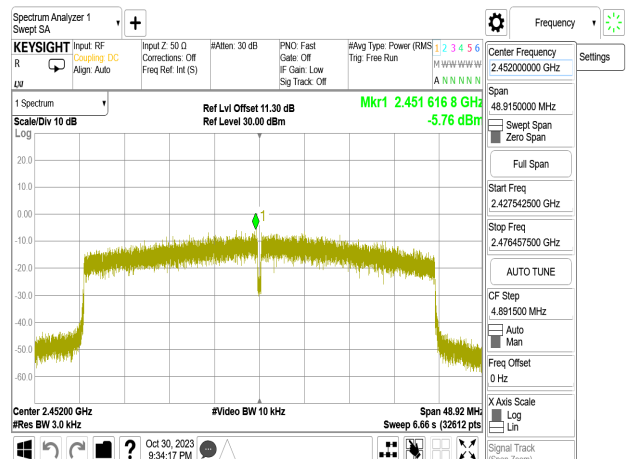 Spectrum Analyzer 1
Swept SA
Frequency
KEYSIGHT
R
Input: RF
Coupling: DC
Align: Auto
Input Z: 50 Ω
Corrections: Off
Freq Ref: Int (S)
#Atten: 30 dB
PNO: Fast
Gate: Off
IF Gain: Low
Sig Track: Off
#Avg Type: Power (RMS
Trig: Free Run
1 2 3 4 5 6
M W W W W W
A N N N N N
LXI
Center Frequency
2.452000000 GHz
Settings
Span
48.9150000 MHz
Swept Span
Zero Span
Full Span
Start Freq
2.427542500 GHz
Stop Freq
2.476457500 GHz
AUTO TUNE
CF Step
4.891500 MHz
Auto
Man
Freq Offset
0 Hz
X Axis Scale
Log
Lin
Signal Track
(Span Zoom)
1 Spectrum
Scale/Div 10 dB
Log
Ref Lvl Offset 11.30 dB
Ref Level 30.00 dBm
Mkr1 2.451 616 8 GHz
-5.76 dBm
20.0
10.0
0.00
-10.0
-20.0
-30.0
-40.0
-50.0
-60.0
1
Center 2.45200 GHz
#Res BW 3.0 kHz
#Video BW 10 kHz
Span 48.92 MHz
Sweep 6.66 s (32612 pts
Oct 30, 2023
9:34:17 PM